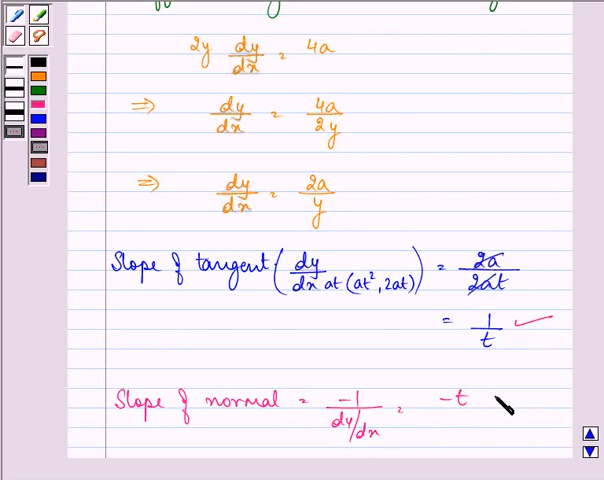 2y dy/dx = 4a
⇒ dy/dx = 4a/2y
⇒ dy/dx = 2a/y
Slope of tangent (dy/dx at (at², 2at)) = 2a/2at
= 1/t ✓
Slope of normal = -1/(dy/dx) = -t